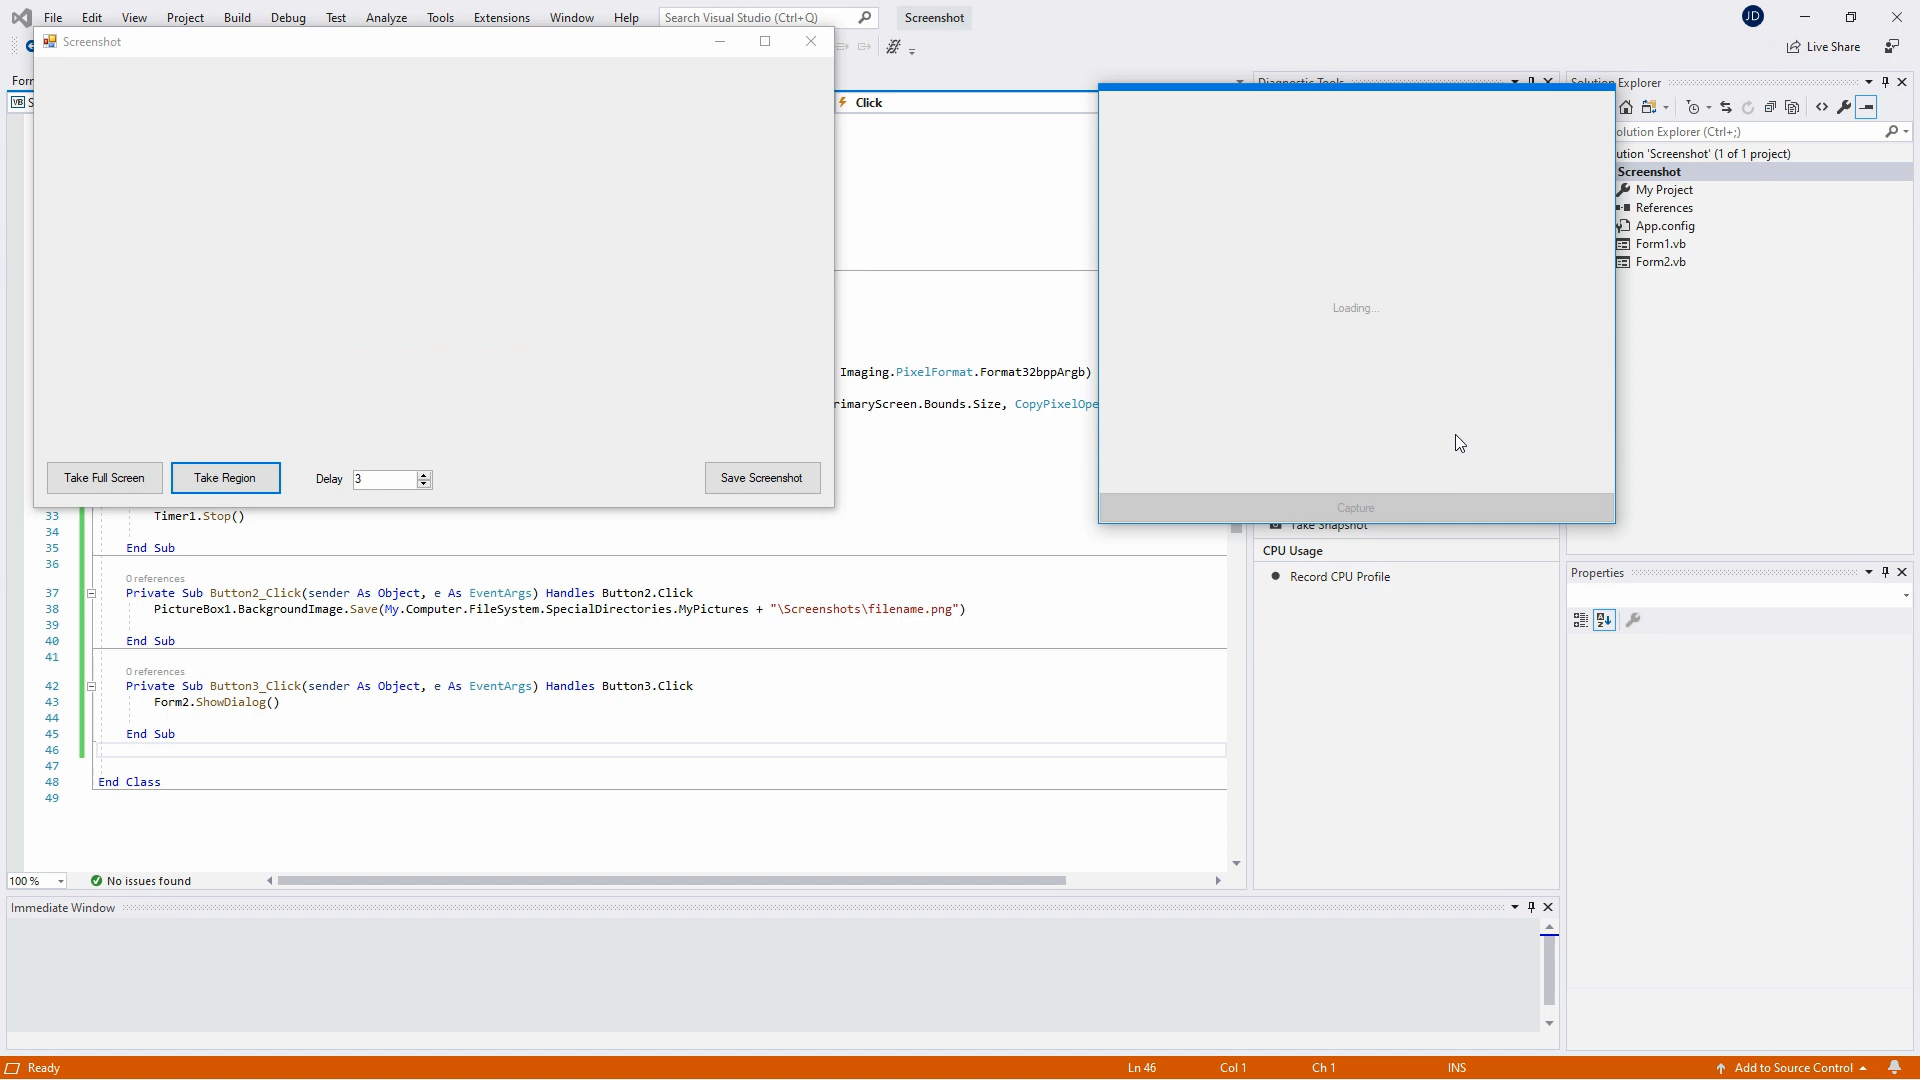 File Edit View Project Build Debug Test Analyze Tools Extensions Window Help Search Visual Studio (Ctrl+Q) Screenshot JD
Live Share
Screenshot
Take Full Screen Take Region Delay 3 Save Screenshot
VB
Click
Imaging.PixelFormat.Format32bppArgb)
rimaryScreen.Bounds.Size, CopyPixelOpe
33 Timer1.Stop()
34
35 End Sub
36
0 references
37 Private Sub Button2_Click(sender As Object, e As EventArgs) Handles Button2.Click
38 PictureBox1.BackgroundImage.Save(My.Computer.FileSystem.SpecialDirectories.MyPictures + "\Screenshots\filename.png")
39
40 End Sub
41
0 references
42 Private Sub Button3_Click(sender As Object, e As EventArgs) Handles Button3.Click
43 Form2.ShowDialog()
44
45 End Sub
46
47
48 End Class
49
100 % No issues found
Loading...
Capture
Diagnostic Tools
Take Snapshot
CPU Usage
Record CPU Profile
Solution Explorer
olution Explorer (Ctrl+;)
ution 'Screenshot' (1 of 1 project)
Screenshot
My Project
References
App.config
Form1.vb
Form2.vb
Properties
Immediate Window
Ready Ln 46 Col 1 Ch 1 INS Add to Source Control